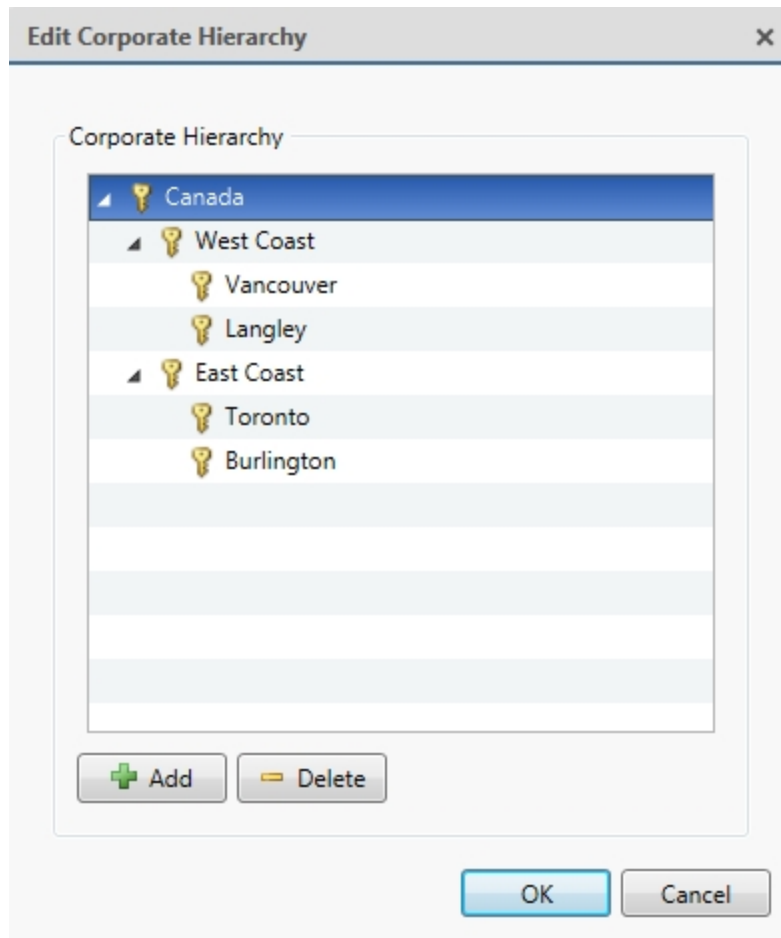 Edit Corporate Hierarchy
Corporate Hierarchy
Canada
West Coast
Vancouver
Langley
East Coast
Toronto
Burlington
Add Delete
OK Cancel